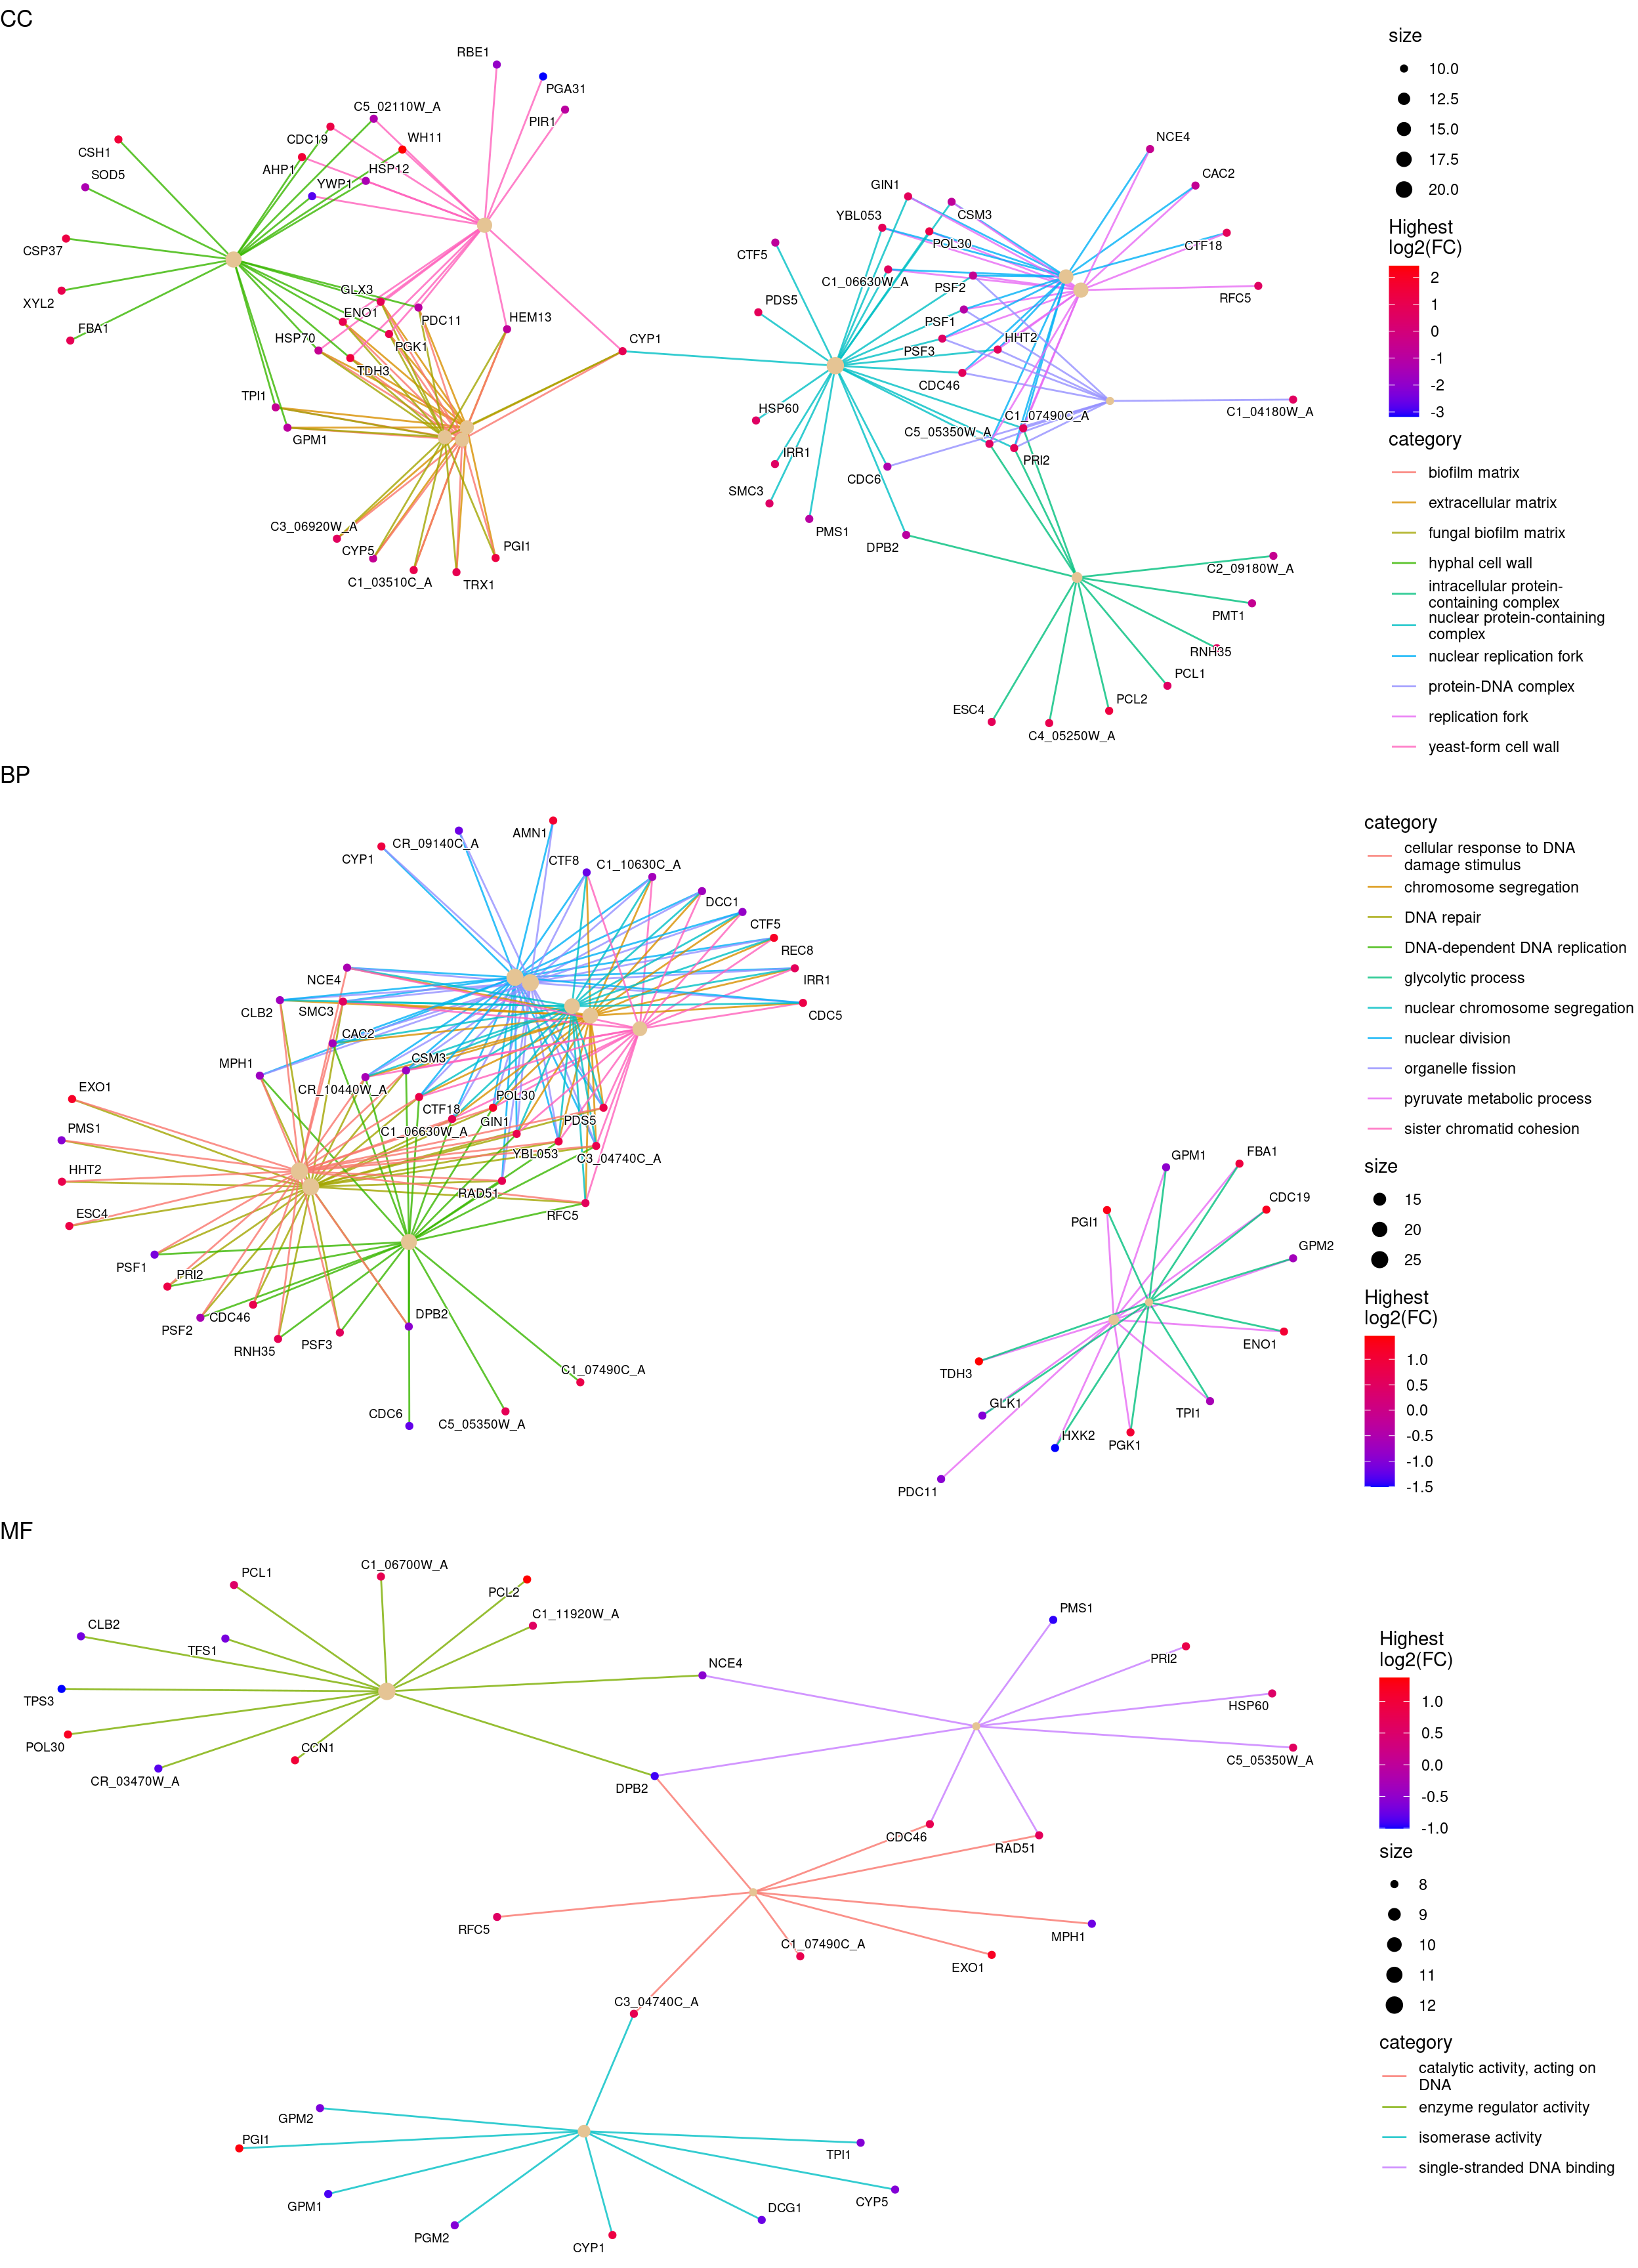 CC
RBE1
PGA31
PIR1
C5_02110W_A
CDC19
WH11
CSH1
AHP1
HSP12
SOD5
YWP1
CSP37
XYL2
FBA1
GLX3
ENO1
PDC11
HEM13
HSP70
PGK1
CYP1
TDH3
TPI1
GPM1
C3_06920W_A
CYP5
PGI1
C1_03510C_A
TRX1
NCE4
CAC2
GIN1
YBL053
CSM3
CTF18
POL30
CTF5
C1_06630W_A
PSF2
RFC5
PDS5
PSF1
HHT2
PSF3
CDC46
HSP60
C1_07490C_A
C1_04180W_A
C5_05350W_A
IRR1
PRI2
CDC6
SMC3
PMS1
DPB2
C2_09180W_A
PMT1
RNH35
PCL1
PCL2
ESC4
C4_05250W_A
size
10.0
12.5
15.0
17.5
20.0
Highest
log2(FC)
2
1
0
-1
-2
-3
category
biofilm matrix
extracellular matrix
fungal biofilm matrix
hyphal cell wall
intracellular protein-
containing complex
nuclear protein-containing
complex
nuclear replication fork
protein-DNA complex
replication fork
yeast-form cell wall
BP
AMN1
CR_09140C_A
CYP1
CTF8
C1_10630C_A
DCC1
CTF5
REC8
NCE4
IRR1
CLB2
SMC3
CDC5
CAC2
MPH1
CSM3
EXO1
CR_10440W_A
POL30
CTF18
PMS1
GIN1
PDS5
C1_06630W_A
YBL053
C3_04740C_A
HHT2
RAD51
ESC4
RFC5
PSF1
PRI2
PSF2
CDC46
DPB2
RNH35
PSF3
C1_07490C_A
CDC6
C5_05350W_A
GPM1
FBA1
CDC19
PGI1
GPM2
ENO1
TDH3
GLK1
TPI1
HXK2
PGK1
PDC11
category
cellular response to DNA
damage stimulus
chromosome segregation
DNA repair
DNA-dependent DNA replication
glycolytic process
nuclear chromosome segregation
nuclear division
organelle fission
pyruvate metabolic process
sister chromatid cohesion
size
15
20
25
Highest
log2(FC)
1.0
0.5
0.0
-0.5
-1.0
-1.5
MF
C1_06700W_A
PCL1
PCL2
C1_11920W_A
CLB2
TFS1
NCE4
TPS3
POL30
CCN1
CR_03470W_A
DPB2
PMS1
PRI2
HSP60
C5_05350W_A
CDC46
RAD51
RFC5
C1_07490C_A
MPH1
EXO1
C3_04740C_A
GPM2
PGI1
TPI1
GPM1
CYP5
DCG1
PGM2
CYP1
Highest
log2(FC)
1.0
0.5
0.0
-0.5
-1.0
size
8
9
10
11
12
category
catalytic activity, acting on
DNA
enzyme regulator activity
isomerase activity
single-stranded DNA binding